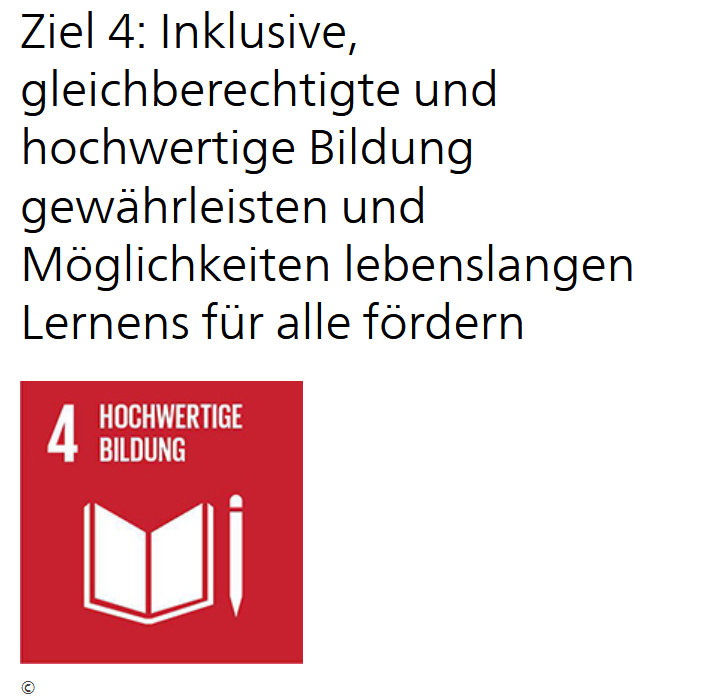 Ziel 4: Inklusive,
gleichberechtigte und
hochwertige Bildung
gewährleisten und
Möglichkeiten lebenslangen
Lernens für alle fördern
4 HOCHWERTIGE
BILDUNG
©